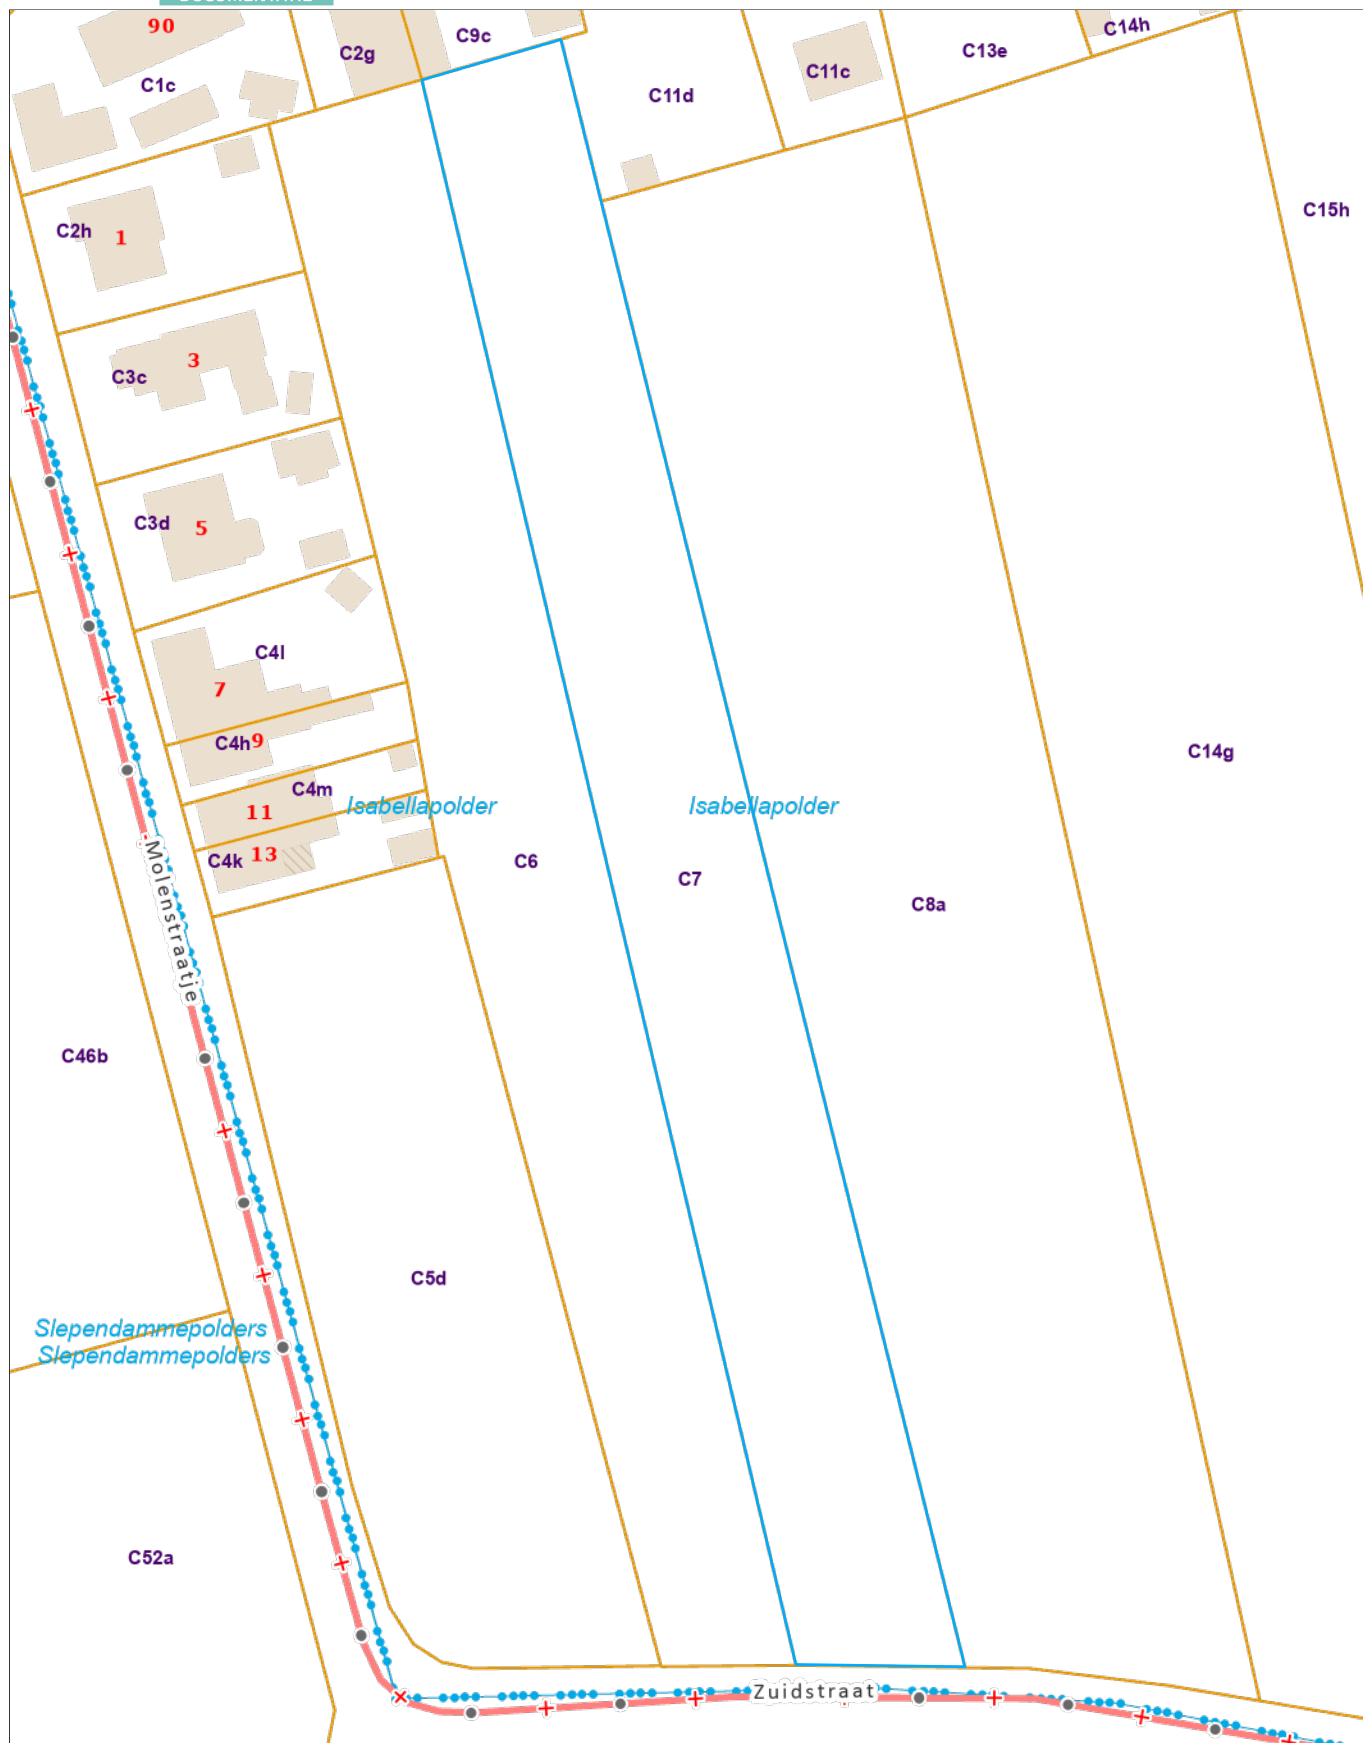 DOCUMENTATIE
90
C9c
C14h
C2g
C13e
C11c
C1c
C11d
C15h
C2h
1
3
C3c
C3d
5
C4l
7
C4h 9
C14g
C4m
Isabellapolder
Isabellapolder
11
13
C4k
C6
C7
C8a
Molenstraatje
C46b
C5d
Slependammepolders
Slependammepolders
C52a
Zuidstraat